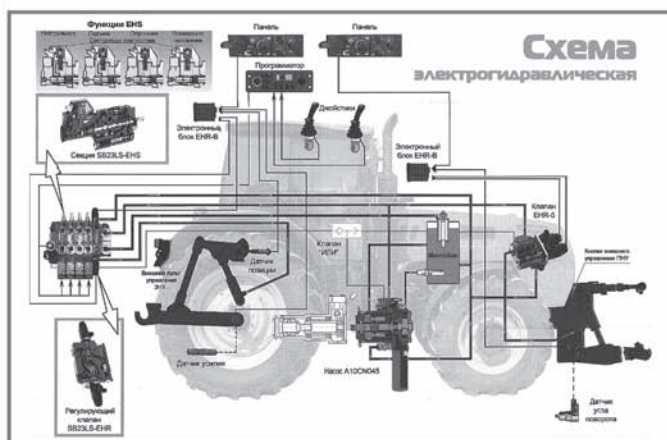 Функции EHS
Панель
Панель
Схема
электрогидравлическая
Программатор
Джойстики
Электронный
блок EHR-B
Электронный
блок EHR-B
Секция SB23LS-EHS
Клапан
EHR-5
Клапан
"ИЛИ"
Маслобак
Датчик
позиции
Внешний пульт
управления
ЗНУ
Кнопки внешнего
управления ПНУ
Датчик усилия
Насос A10CNO45
Регулирующий
клапан
SB23LS-EHR
Датчик
угла
поворота